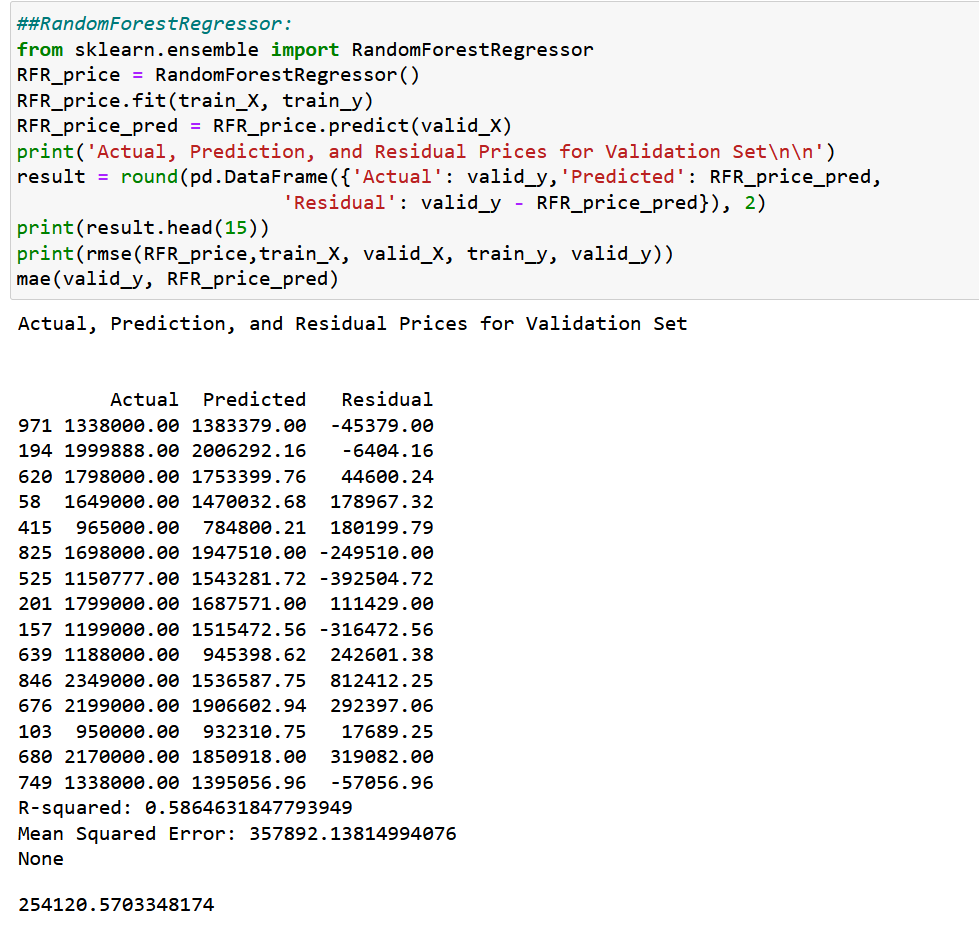 ##RandomForestRegressor:
from sklearn.ensemble import RandomForestRegressor
RFR_price = RandomForestRegressor()
RFR_price.fit(train_X, train_y)
RFR_price_pred = RFR_price.predict(valid_X)
print('Actual, Prediction, and Residual Prices for Validation Set\n\n')
result = round(pd.DataFrame({'Actual': valid_y,'Predicted': RFR_price_pred,
                       'Residual': valid_y - RFR_price_pred}), 2)
print(result.head(15))
print(rmse(RFR_price,train_X, valid_X, train_y, valid_y))
mae(valid_y, RFR_price_pred)
Actual, Prediction, and Residual Prices for Validation Set
        Actual  Predicted   Residual
971 1338000.00 1383379.00  -45379.00
194 1999888.00 2006292.16   -6404.16
620 1798000.00 1753399.76   44600.24
58  1649000.00 1470032.68  178967.32
415  965000.00  784800.21  180199.79
825 1698000.00 1947510.00 -249510.00
525 1150777.00 1543281.72 -392504.72
201 1799000.00 1687571.00  111429.00
157 1199000.00 1515472.56 -316472.56
639 1188000.00  945398.62  242601.38
846 2349000.00 1536587.75  812412.25
676 2199000.00 1906602.94  292397.06
103  950000.00  932310.75   17689.25
680 2170000.00 1850918.00  319082.00
749 1338000.00 1395056.96  -57056.96
R-squared: 0.5864631847793949
Mean Squared Error: 357892.13814994076
None
254120.5703348174